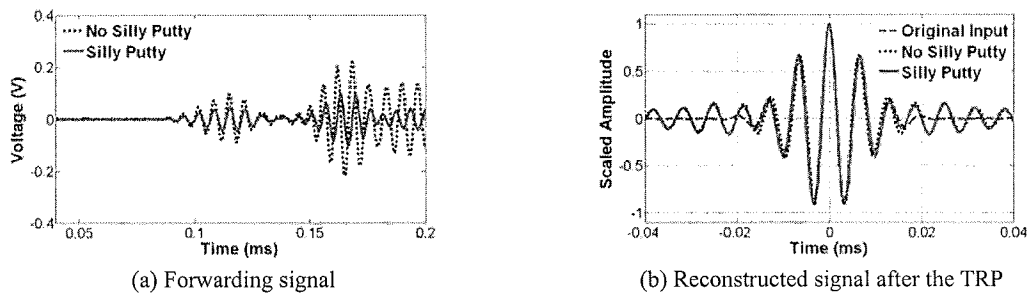 0.4
0.2
0
-0.2
-0.4
Voltage (V)
No Silly Putty
Silly Putty
0.05
0.1
0.15
0.2
Time (ms)
(a) Forwarding signal
1
0.5
0
-0.5
-1
Scaled Amplitude
Original Input
No Silly Putty
Silly Putty
-0.04
-0.02
0
0.02
0.04
Time (ms)
(b) Reconstructed signal after the TRP